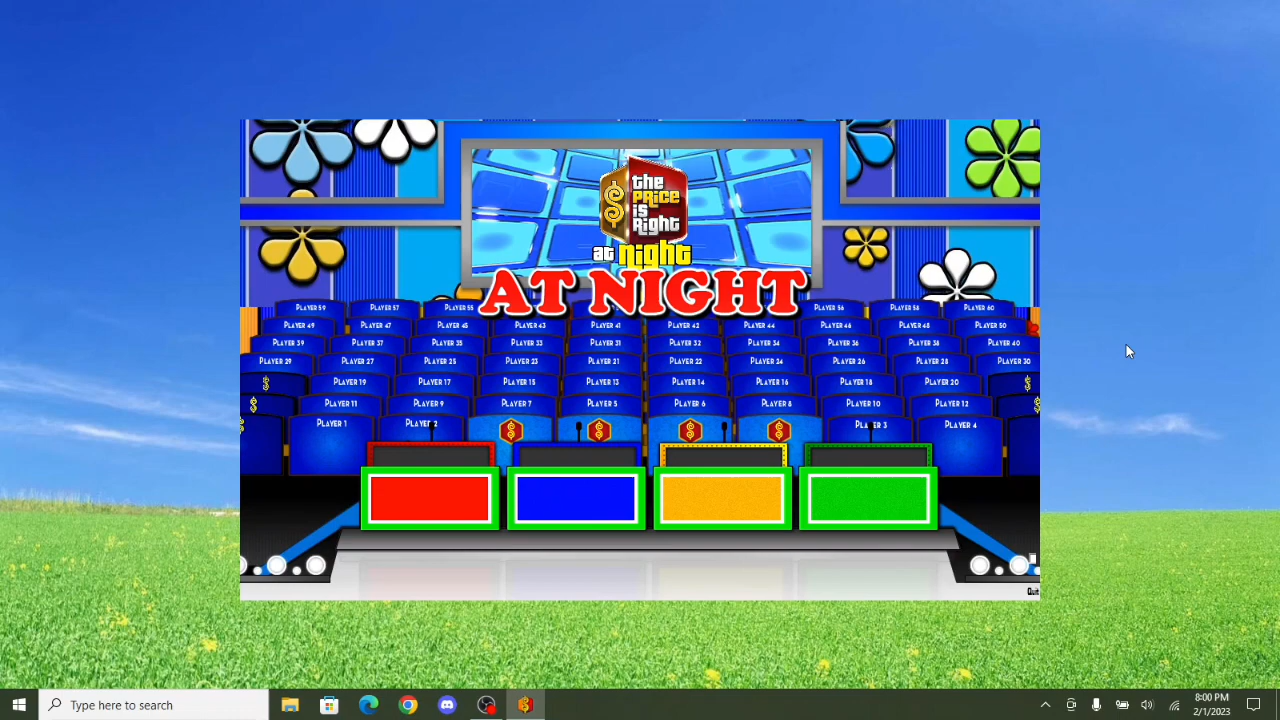 the
PRice
is
Right
at night
AT NIGHT
PLAYER 59 PLAYER 57 PLAYER 55 PLAYER 56 PLAYER 58 PLAYER 60
PLAYER 49 PLAYER 47 PLAYER 45 PLAYER 43 PLAYER 41 PLAYER 42 PLAYER 44 PLAYER 46 PLAYER 48 PLAYER 50
PLAYER 39 PLAYER 37 PLAYER 35 PLAYER 33 PLAYER 31 PLAYER 32 PLAYER 34 PLAYER 36 PLAYER 38 PLAYER 40
PLAYER 29 PLAYER 27 PLAYER 25 PLAYER 23 PLAYER 21 PLAYER 22 PLAYER 24 PLAYER 26 PLAYER 28 PLAYER 30
PLAYER 19 PLAYER 17 PLAYER 15 PLAYER 13 PLAYER 14 PLAYER 16 PLAYER 18 PLAYER 20
PLAYER 11 PLAYER 9 PLAYER 7 PLAYER 5 PLAYER 6 PLAYER 8 PLAYER 10 PLAYER 12
PLAYER 1 PLAYER 2 PLAYER 3 PLAYER 4
Quit
Type here to search
8:00 PM
2/1/2023